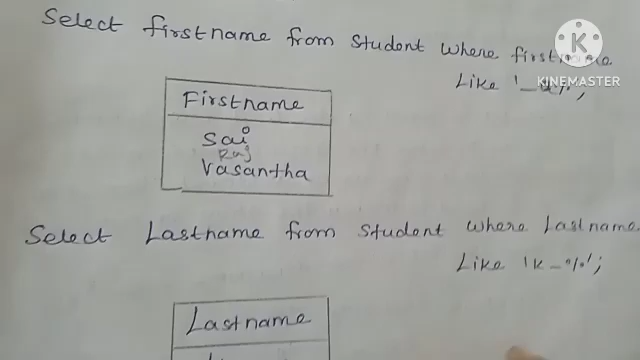 Select firstname from student where
Like '_a%';
KINEMASTER
Firstname
Sai
Raj
Vasantha
Select Lastname from student where Lastname
Like 'k_%';
Lastname